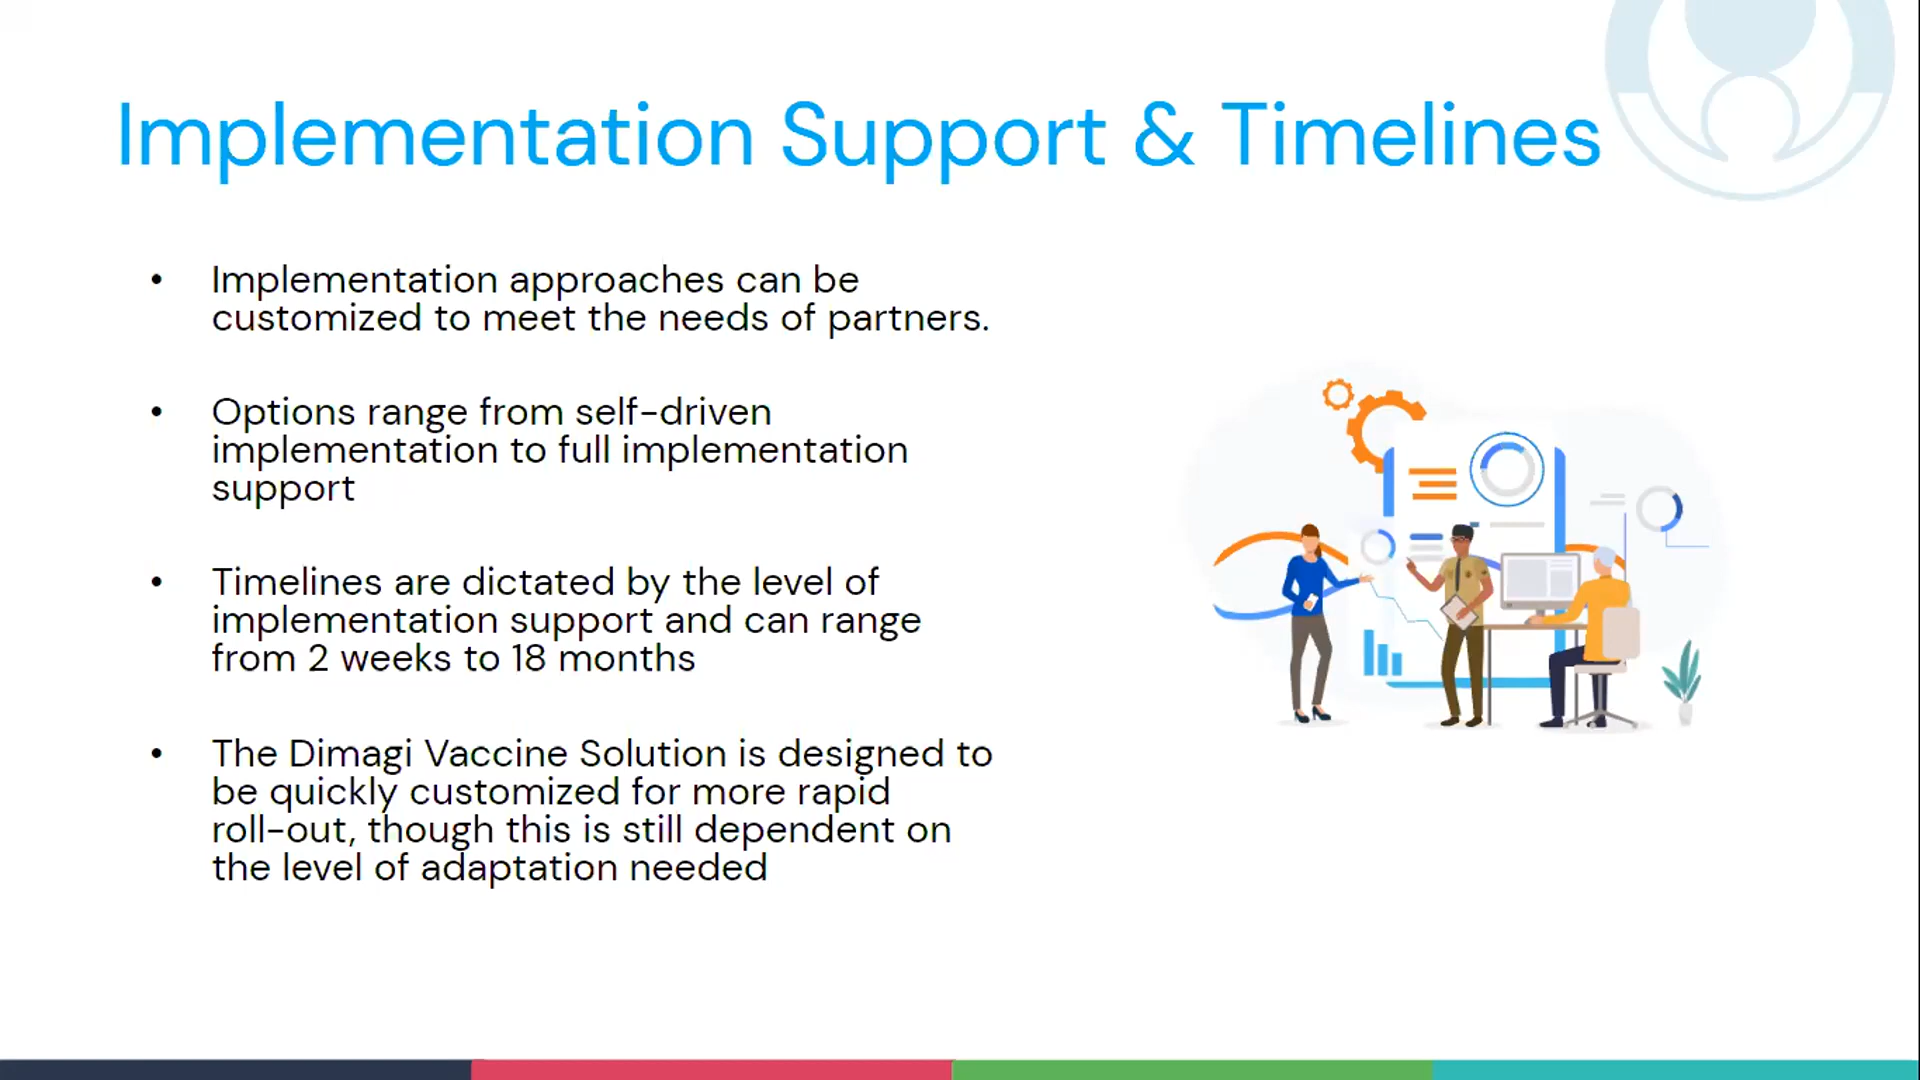 Implementation Support & Timelines
• Implementation approaches can be
customized to meet the needs of partners.
• Options range from self-driven
implementation to full implementation
support
• Timelines are dictated by the level of
implementation support and can range
from 2 weeks to 18 months
• The Dimagi Vaccine Solution is designed to
be quickly customized for more rapid
roll-out, though this is still dependent on
the level of adaptation needed